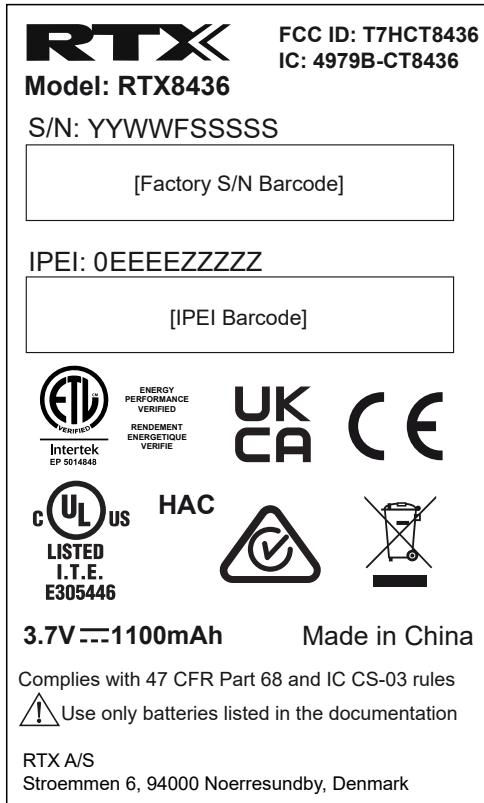 RTX
FCC ID: T7HCT8436
IC: 4979B-CT8436
Model: RTX8436
S/N: YYWWFSSSSS
[Factory S/N Barcode]
IPEI: 0EEEEZZZZZ
[IPEI Barcode]
ETL CM
VERIFIED
Intertek
EP 5014848
ENERGY
PERFORMANCE
VERIFIED
RENDEMENT
ENERGETIQUE
VERIFIE
UK
CA
CE
C UL US
LISTED
I.T.E.
E305446
HAC
3.7V⎓1100mAh
Made in China
Complies with 47 CFR Part 68 and IC CS-03 rules
Use only batteries listed in the documentation
RTX A/S
Stroemmen 6, 94000 Noerresundby, Denmark